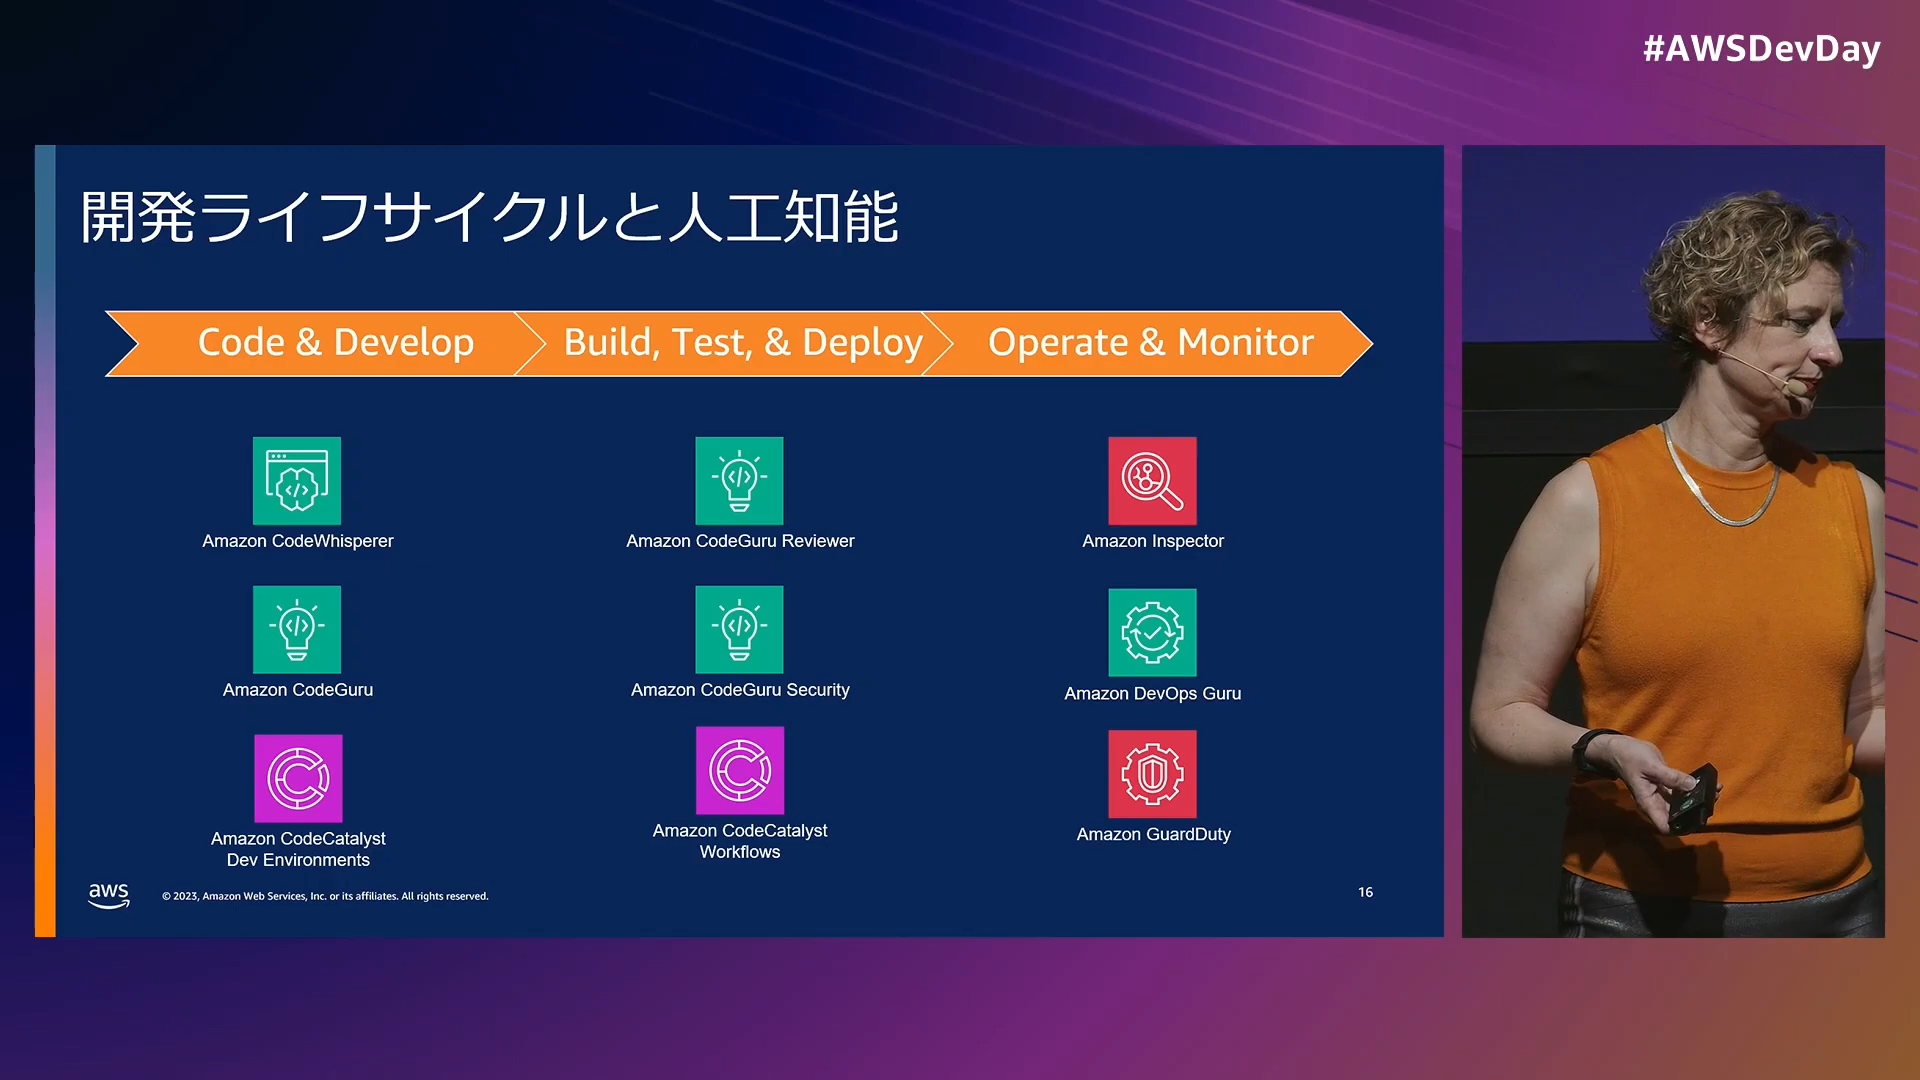 #AWSDevDay
開発ライフサイクルと人工知能
Code & Develop
Build, Test, & Deploy
Operate & Monitor
Amazon CodeWhisperer
Amazon CodeGuru Reviewer
Amazon Inspector
Amazon CodeGuru
Amazon CodeGuru Security
Amazon DevOps Guru
Amazon CodeCatalyst
Dev Environments
Amazon CodeCatalyst
Workflows
Amazon GuardDuty
aws
© 2023, Amazon Web Services, Inc. or its affiliates. All rights reserved.
16